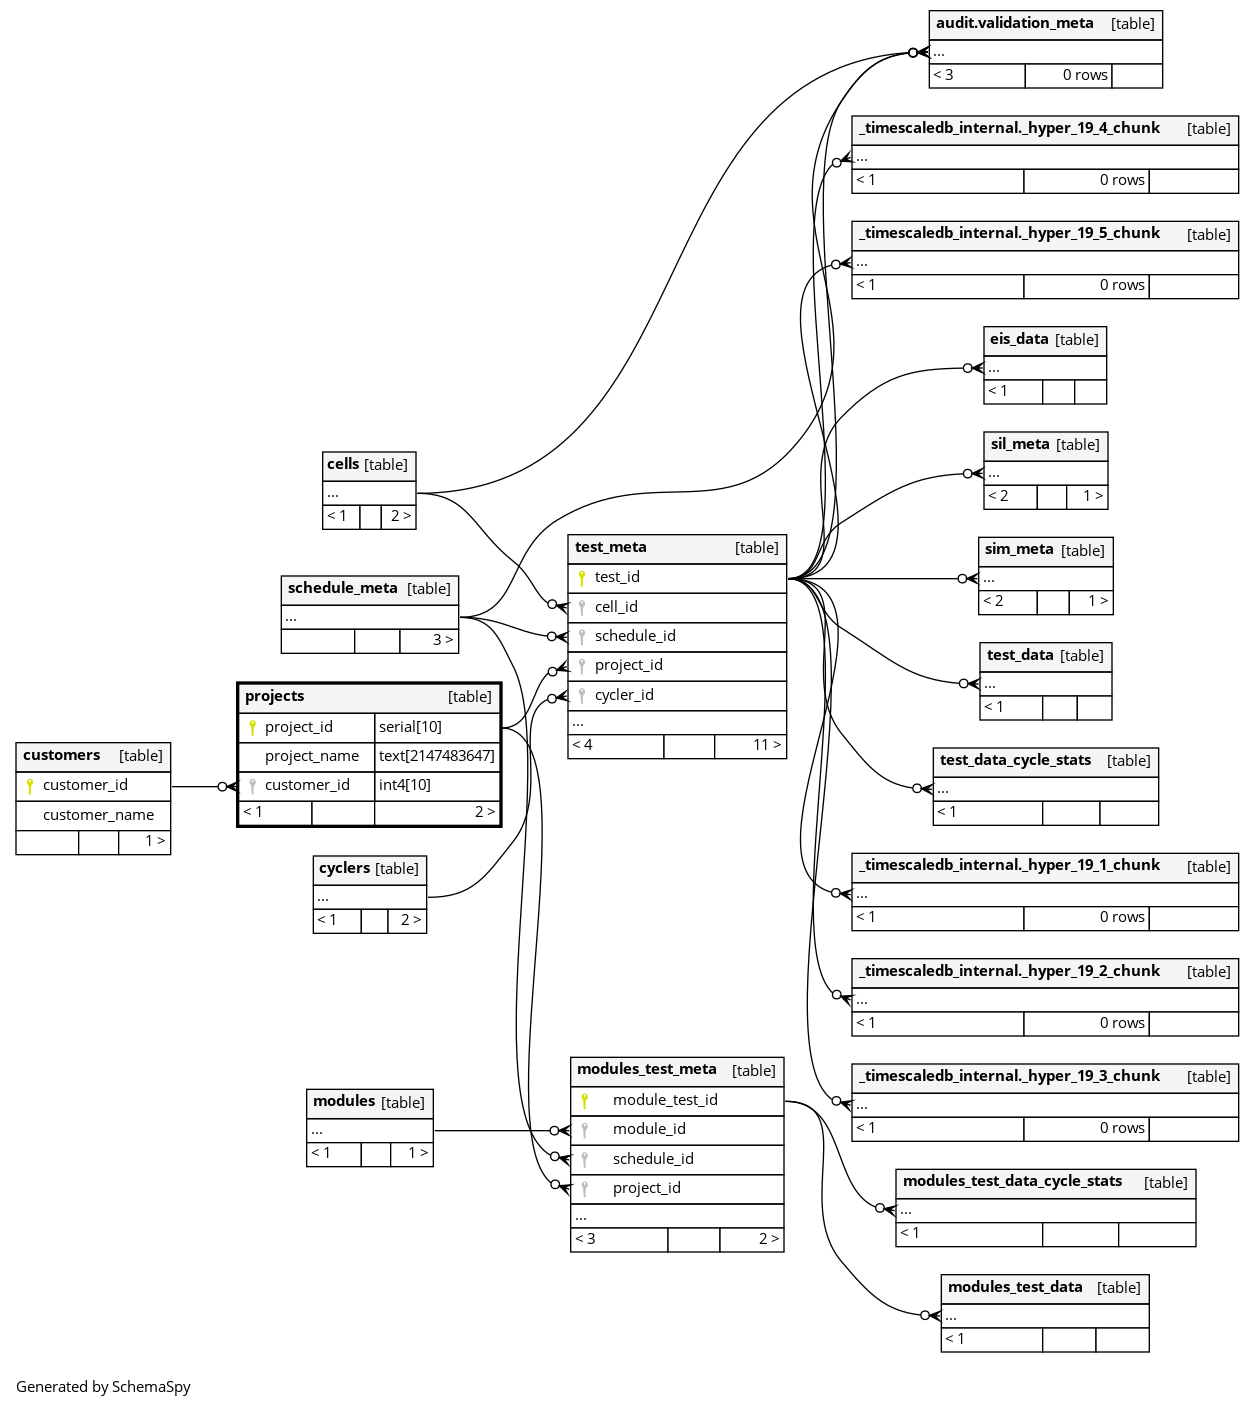 audit.validation_meta [table]
...
< 3 0 rows
_timescaledb_internal._hyper_19_4_chunk [table]
...
< 1 0 rows
_timescaledb_internal._hyper_19_5_chunk [table]
...
< 1 0 rows
eis_data [table]
...
< 1
sil_meta [table]
...
< 2 1 >
cells [table]
...
< 1 2 >
test_meta [table]
test_id
cell_id
schedule_id
project_id
cycler_id
...
< 4 11 >
sim_meta [table]
...
< 2 1 >
schedule_meta [table]
...
3 >
test_data [table]
...
< 1
projects [table]
project_id serial[10]
project_name text[2147483647]
customer_id int4[10]
< 1 2 >
customers [table]
customer_id
customer_name
1 >
test_data_cycle_stats [table]
...
< 1
cyclers [table]
...
< 1 2 >
_timescaledb_internal._hyper_19_1_chunk [table]
...
< 1 0 rows
_timescaledb_internal._hyper_19_2_chunk [table]
...
< 1 0 rows
_timescaledb_internal._hyper_19_3_chunk [table]
...
< 1 0 rows
modules [table]
...
< 1 1 >
modules_test_meta [table]
module_test_id
module_id
schedule_id
project_id
...
< 3 2 >
modules_test_data_cycle_stats [table]
...
< 1
modules_test_data [table]
...
< 1
Generated by SchemaSpy